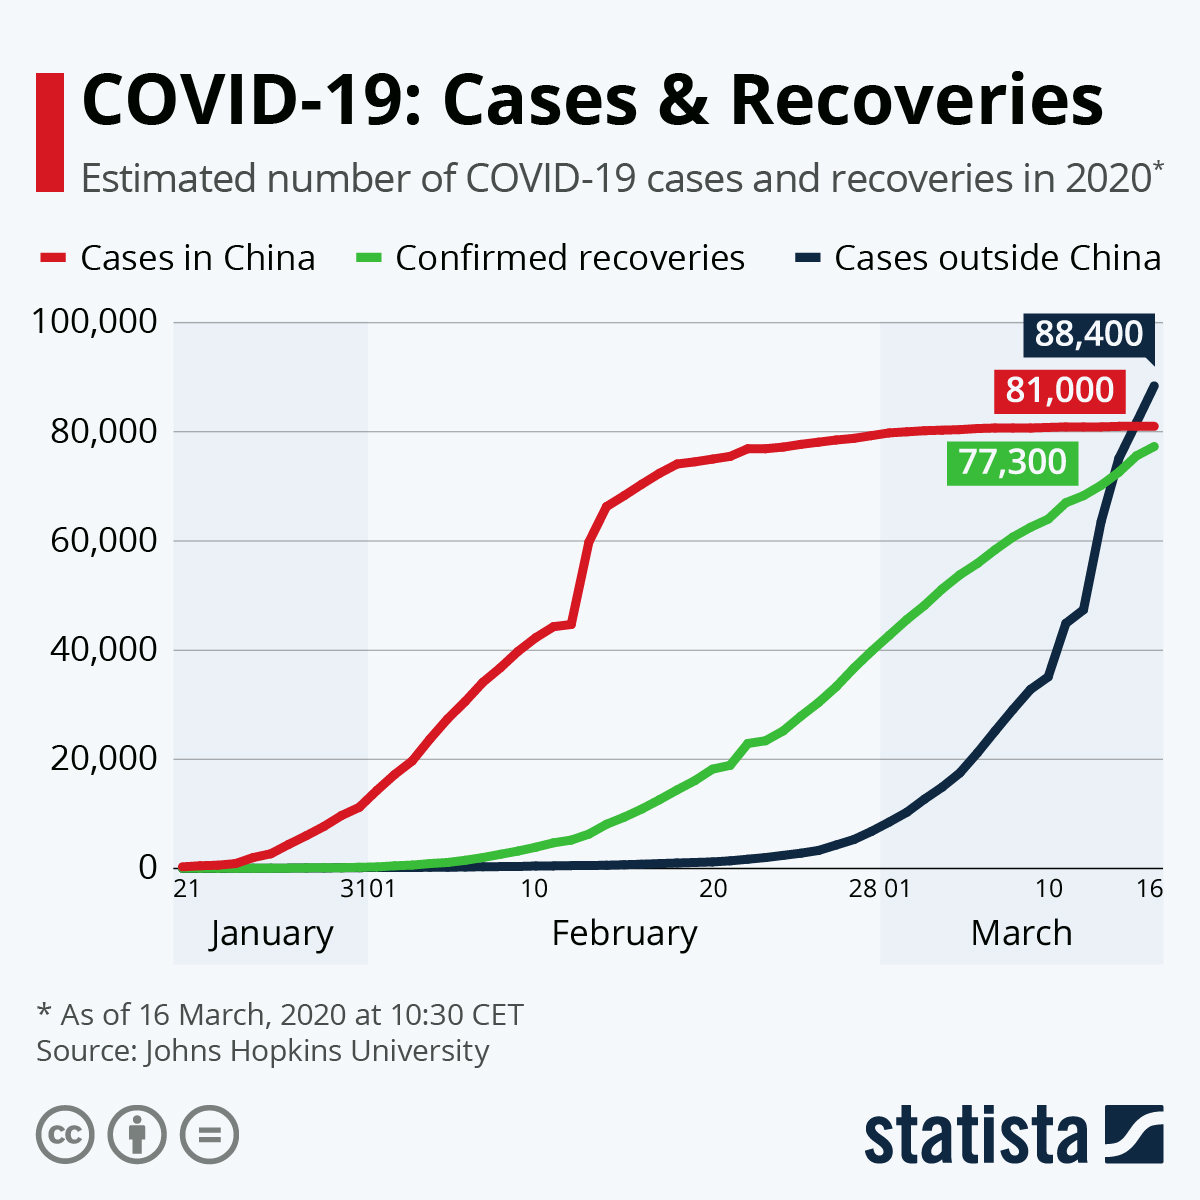 COVID-19: Cases & Recoveries
Estimated number of COVID-19 cases and recoveries in 2020*
Cases in China
Confirmed recoveries
Cases outside China
100,000
80,000
60,000
40,000
20,000
0
88,400
81,000
77,300
21
31
01
10
20
28
01
10
16
January
February
March
* As of 16 March, 2020 at 10:30 CET
Source: Johns Hopkins University
cc
=
statista